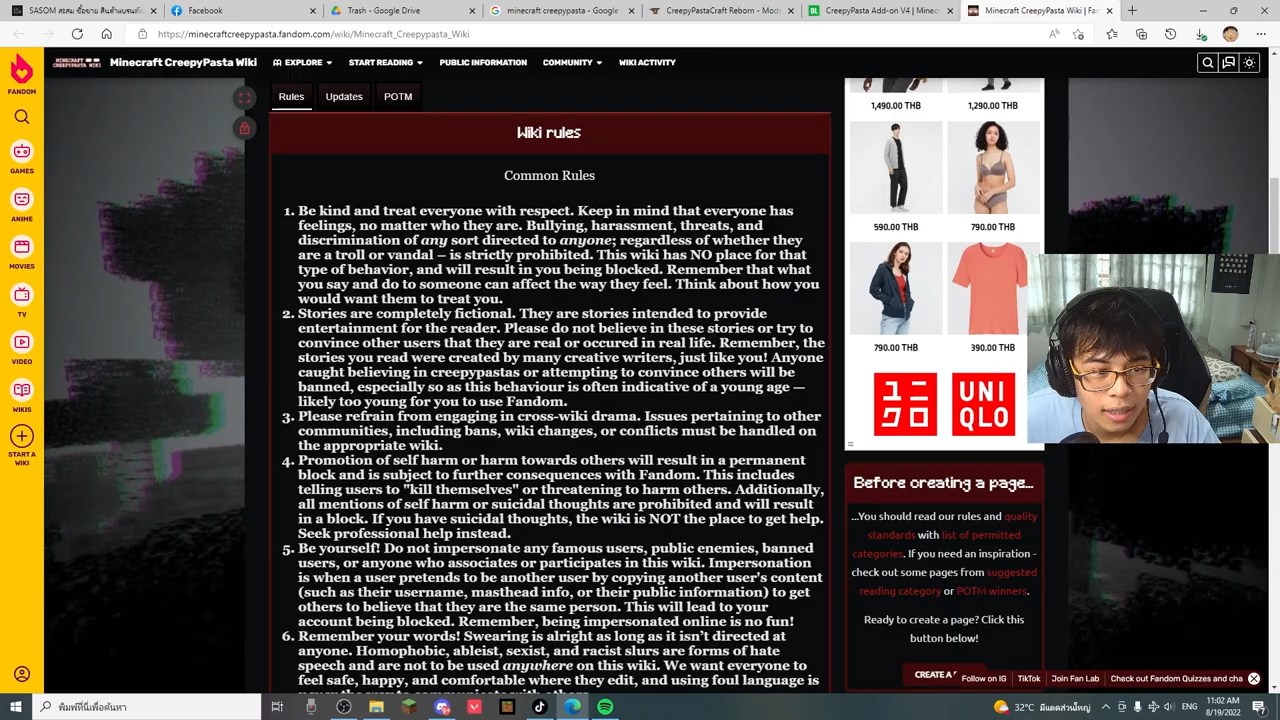 SASOM สะสม ซื้อขาย สินค้าแบรนด์แ
Facebook
Trash - Google Drive
minecraft creepypasta - Google
CreepyPastaCraft Reborn - Mod
CreepyPasta Add-on V4 | Minec
Minecraft CreepyPasta Wiki | Fan
https://minecraftcreepypasta.fandom.com/wiki/Minecraft_Creepypasta_Wiki
FANDOM
GAMES
ANIME
MOVIES
TV
VIDEO
WIKIS
START A
WIKI
Minecraft CreepyPasta Wiki
EXPLORE
START READING
PUBLIC INFORMATION
COMMUNITY
WIKI ACTIVITY
Rules
Updates
POTM
Wiki rules
Common Rules
1. Be kind and treat everyone with respect. Keep in mind that everyone has
feelings, no matter who they are. Bullying, harassment, threats, and
discrimination of any sort directed to anyone; regardless of whether they
are a troll or vandal – is strictly prohibited. This wiki has NO place for that
type of behavior, and will result in you being blocked. Remember that what
you say and do to someone can affect the way they feel. Think about how you
would want them to treat you.
2. Stories are completely fictional. They are stories intended to provide
entertainment for the reader. Please do not believe in these stories or try to
convince other users that they are real or occured in real life. Remember, the
stories you read were created by many creative writers, just like you! Anyone
caught believing in creepypastas or attempting to convince others will be
banned, especially so as this behaviour is often indicative of a young age —
likely too young for you to use Fandom.
3. Please refrain from engaging in cross-wiki drama. Issues pertaining to other
communities, including bans, wiki changes, or conflicts must be handled on
the appropriate wiki.
4. Promotion of self harm or harm towards others will result in a permanent
block and is subject to further consequences with Fandom. This includes
telling users to "kill themselves" or threatening to harm others. Additionally,
all mentions of self harm or suicidal thoughts are prohibited and will result
in a block. If you have suicidal thoughts, the wiki is NOT the place to get help.
Seek professional help instead.
5. Be yourself! Do not impersonate any famous users, public enemies, banned
users, or anyone who associates or participates in this wiki. Impersonation
is when a user pretends to be another user by copying another user's content
(such as their username, masthead info, or their public information) to get
others to believe that they are the same person. This will lead to your
account being blocked. Remember, being impersonated online is no fun!
6. Remember your words! Swearing is alright as long as it isn't directed at
anyone. Homophobic, ableist, sexist, and racist slurs are forms of hate
speech and are not to be used anywhere on this wiki. We want everyone to
feel safe, happy, and comfortable where they edit, and using foul language is
1,490.00 THB
1,290.00 THB
590.00 THB
790.00 THB
790.00 THB
390.00 THB
ユニ
クロ
UNI
QLO
Before creating a page...
...You should read our rules and quality
standards with list of permitted
categories. If you need an inspiration -
check out some pages from suggested
reading category or POTM winners.
Ready to create a page? Click this
button below!
CREATE A
Follow on IG
TikTok
Join Fan Lab
Check out Fandom Quizzes and cha
พิมพ์ที่นี่เพื่อค้นหา
32°C มีแดดส่วนใหญ่
11:02 AM
8/19/2022